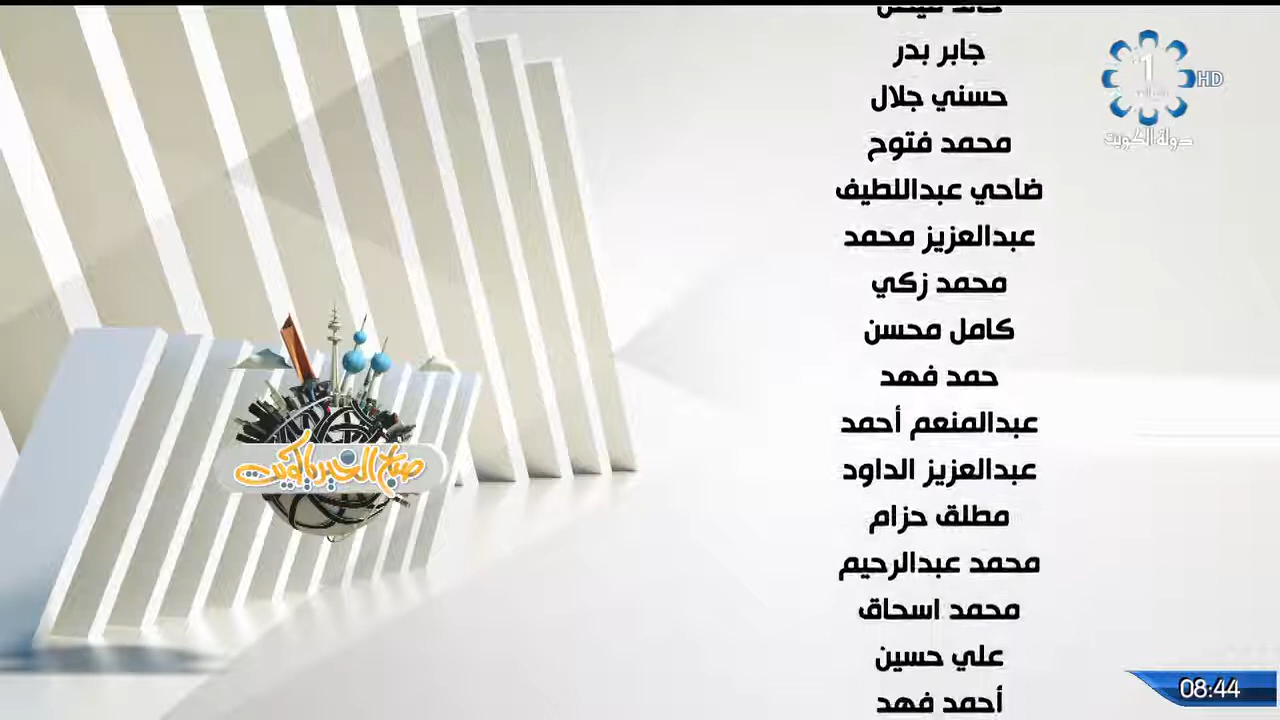 جابر بدر
حسني جلال
محمد فتوح
ضاحي عبداللطيف
عبدالعزيز محمد
محمد زكي
كامل محسن
حمد فهد
عبدالمنعم أحمد
عبدالعزيز الداود
مطلق حزام
محمد عبدالرحيم
محمد اسحاق
علي حسين
أحمد فهد
1
HD
دولة الكويت
صباح الخير يا كويت
08:44